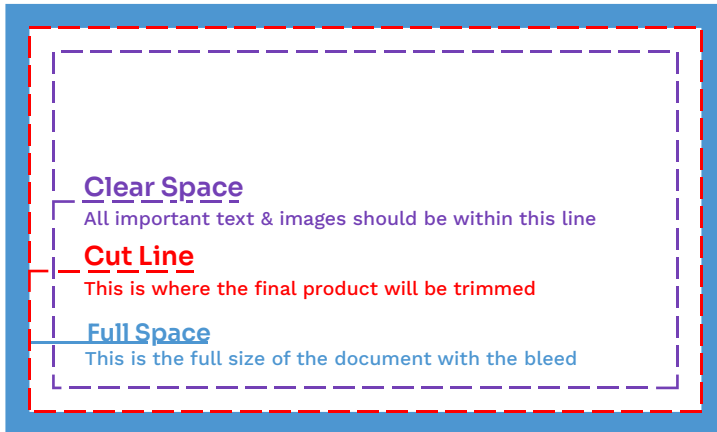 Clear Space
All important text & images should be within this line
Cut Line
This is where the final product will be trimmed
Full Space
This is the full size of the document with the bleed